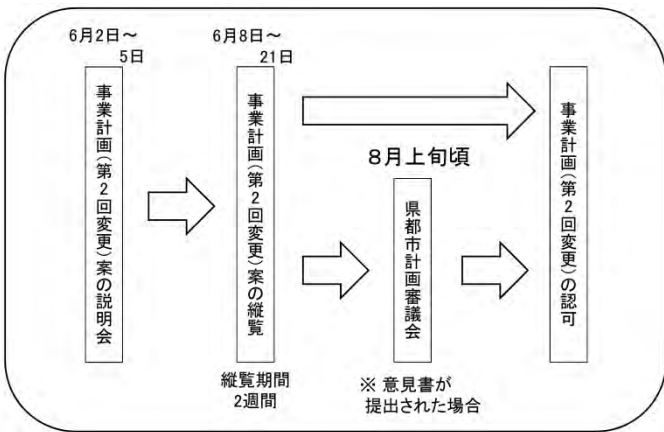 6月2日～
5日
事業計画(第2回変更)案の説明会
6月8日～
21日
事業計画(第2回変更)案の縦覧
縦覧期間
2週間
8月上旬頃
県都市計画審議会
※ 意見書が
提出された場合
事業計画(第2回変更)の認可